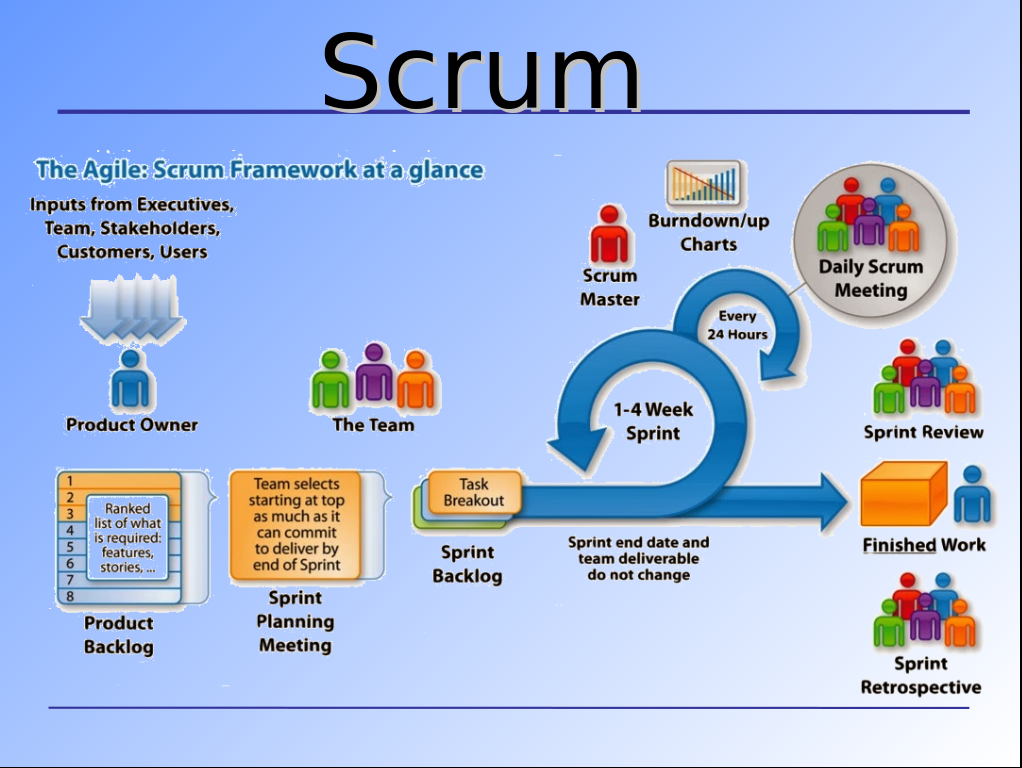 Scrum
The Agile: Scrum Framework at a glance
Inputs from Executives,
Team, Stakeholders,
Customers, Users
Product Owner
The Team
Scrum
Master
Burndown/up
Charts
Daily Scrum
Meeting
Every
24 Hours
1-4 Week
Sprint
Sprint Review
1
2
3
4
5
6
7
8
Ranked
list of what
is required:
features,
stories, ...
Product
Backlog
Team selects
starting at top
as much as it
can commit
to deliver by
end of Sprint
Sprint
Planning
Meeting
Task
Breakout
Sprint
Backlog
Sprint end date and
team deliverable
do not change
Finished Work
Sprint
Retrospective